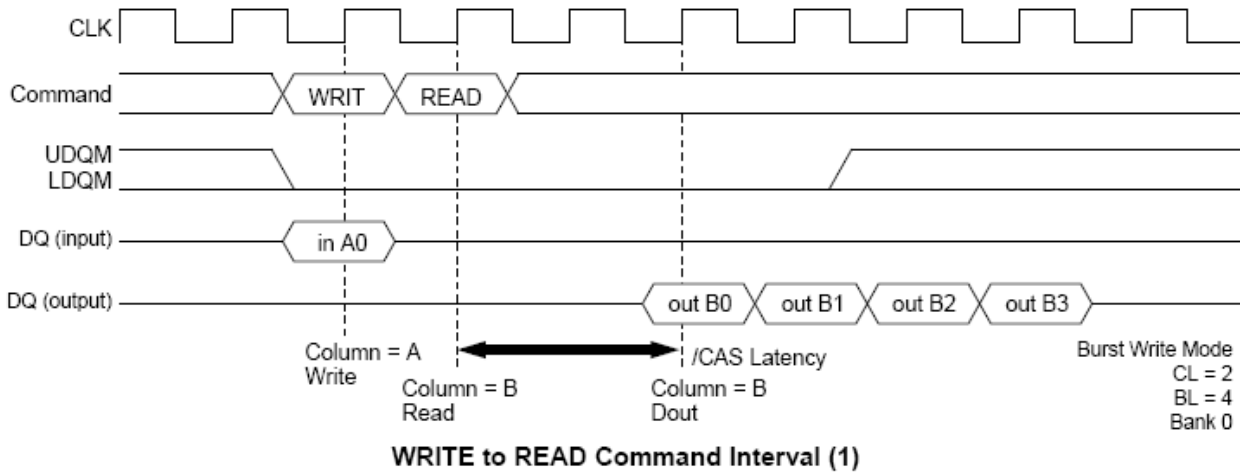 CLK
Command
WRIT
READ
UDQM
LDQM
DQ (input)
in A0
DQ (output)
out B0
out B1
out B2
out B3
Column = A
Write
Column = B
Read
/CAS Latency
Column = B
Dout
Burst Write Mode
CL = 2
BL = 4
Bank 0
WRITE to READ Command Interval (1)